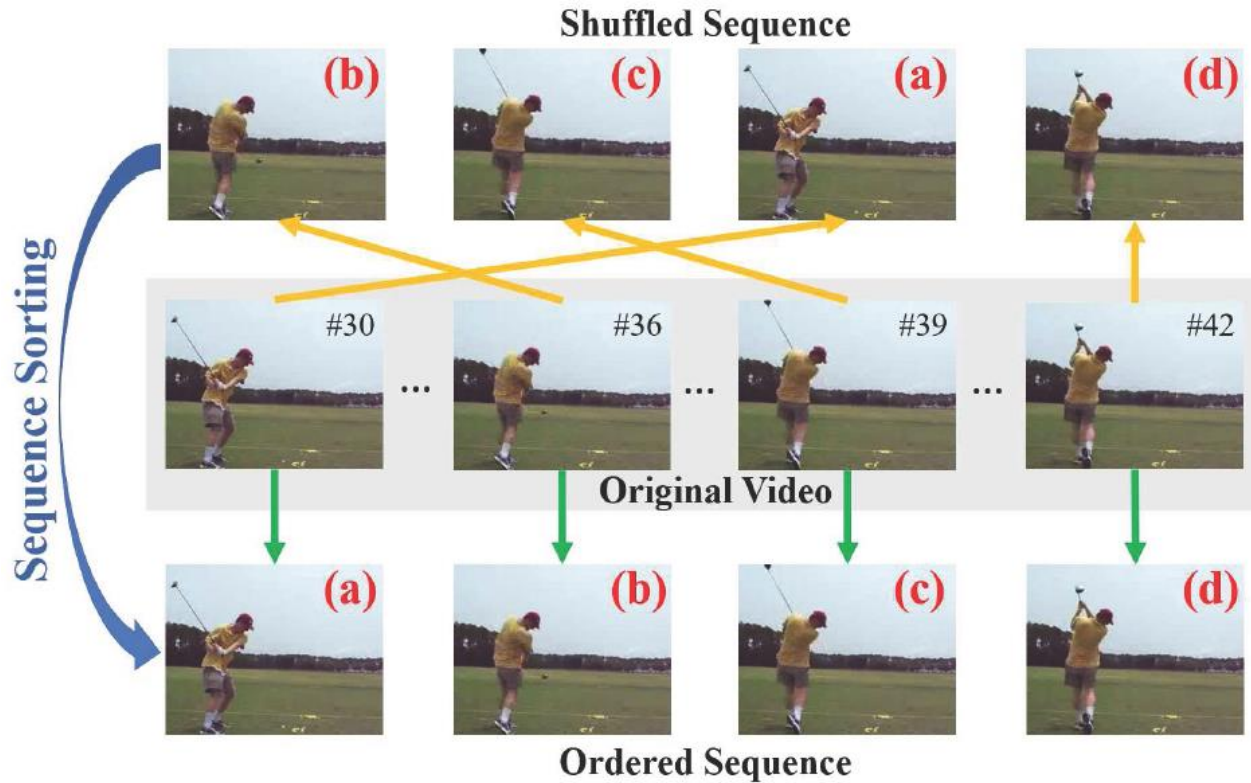 Shuffled Sequence
(b) (c) (a) (d)
Sequence Sorting
#30 ... #36 ... #39 ... #42
Original Video
(a) (b) (c) (d)
Ordered Sequence